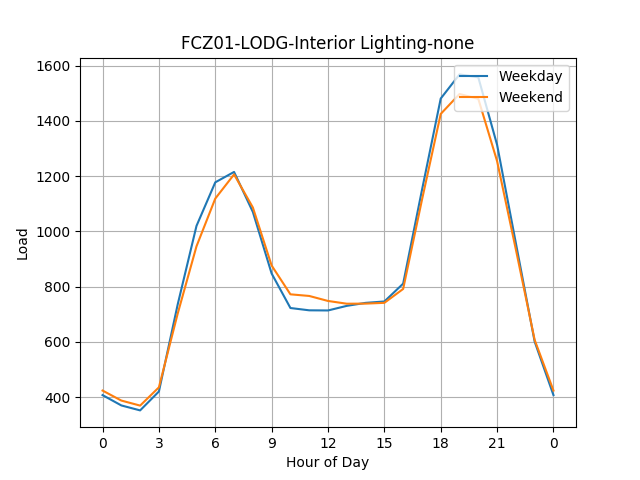 FCZ01-LODG-Interior Lighting-none
Weekday
Weekend
1600
1400
1200
1000
800
600
400
Load
0 3 6 9 12 15 18 21 0
Hour of Day